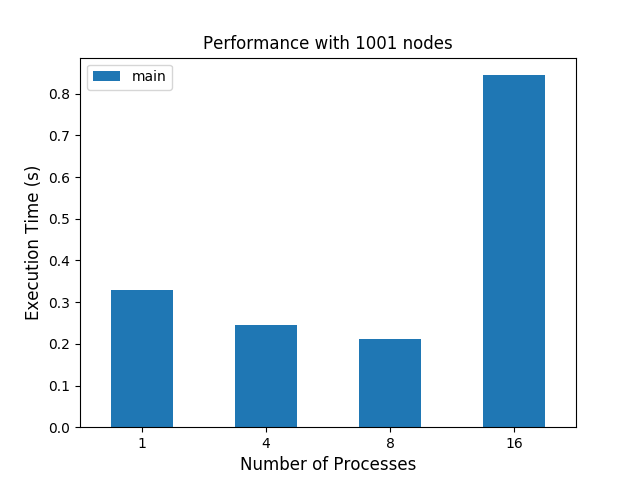 Performance with 1001 nodes
main
Execution Time (s)
0.8
0.7
0.6
0.5
0.4
0.3
0.2
0.1
0.0
1 4 8 16
Number of Processes